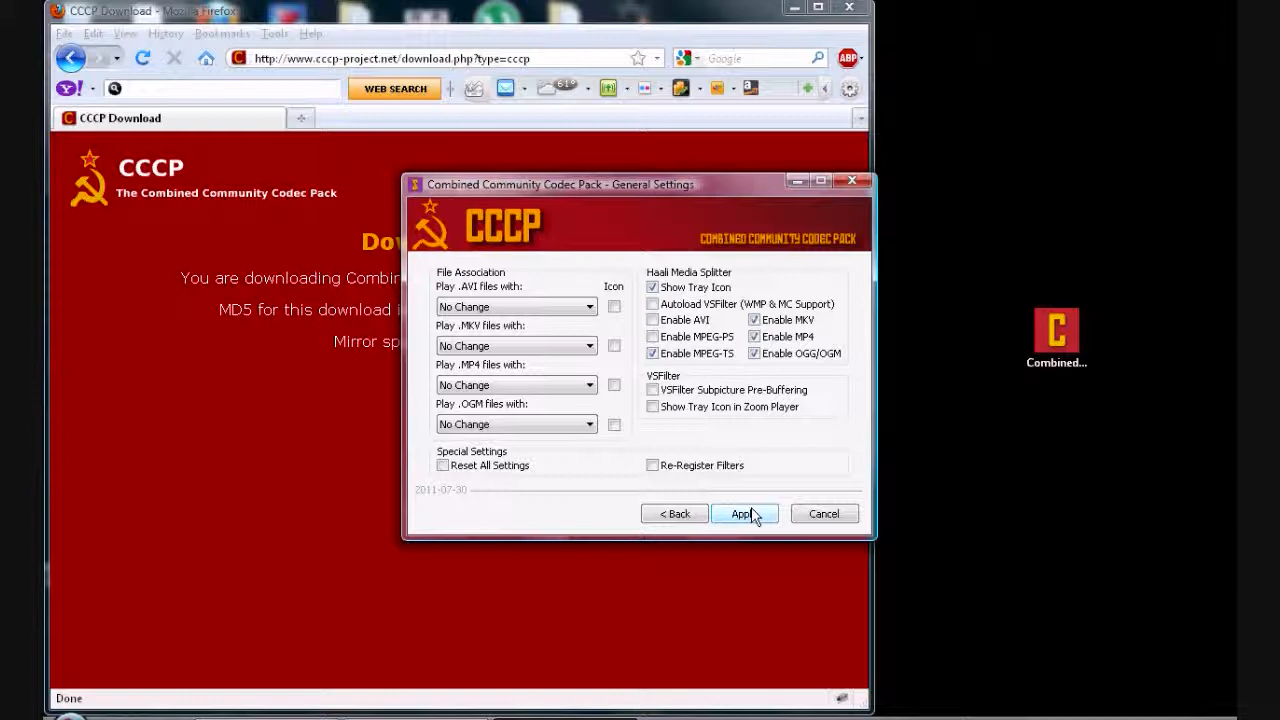 CCCP Download - Mozilla Firefox
File Edit View History Bookmarks Tools Help
http://www.cccp-project.net/download.php?type=cccp
Google
ABP
Y!
WEB SEARCH
61°
a
CCCP Download
CCCP
The Combined Community Codec Pack
Dow
You are downloading Combin
MD5 for this download i
Mirror sp
Combined Community Codec Pack - General Settings
CCCP
COMBINED COMMUNITY CODEC PACK
File Association
Play .AVI files with: Icon
No Change
Play .MKV files with:
No Change
Play .MP4 files with:
No Change
Play .OGM files with:
No Change
Haali Media Splitter
Show Tray Icon
Autoload VSFilter (WMP & MC Support)
Enable AVI Enable MKV
Enable MPEG-PS Enable MP4
Enable MPEG-TS Enable OGG/OGM
VSFilter
VSFilter Subpicture Pre-Buffering
Show Tray Icon in Zoom Player
Special Settings
Reset All Settings Re-Register Filters
2011-07-30
< Back Appl Cancel
C
Combined...
Done